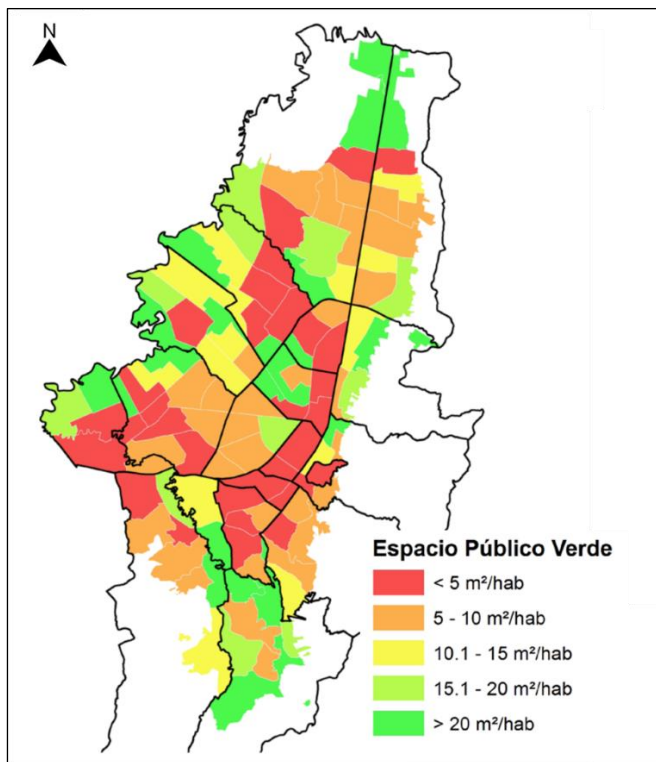 N
Espacio Público Verde
< 5 m²/hab
5 - 10 m²/hab
10.1 - 15 m²/hab
15.1 - 20 m²/hab
> 20 m²/hab